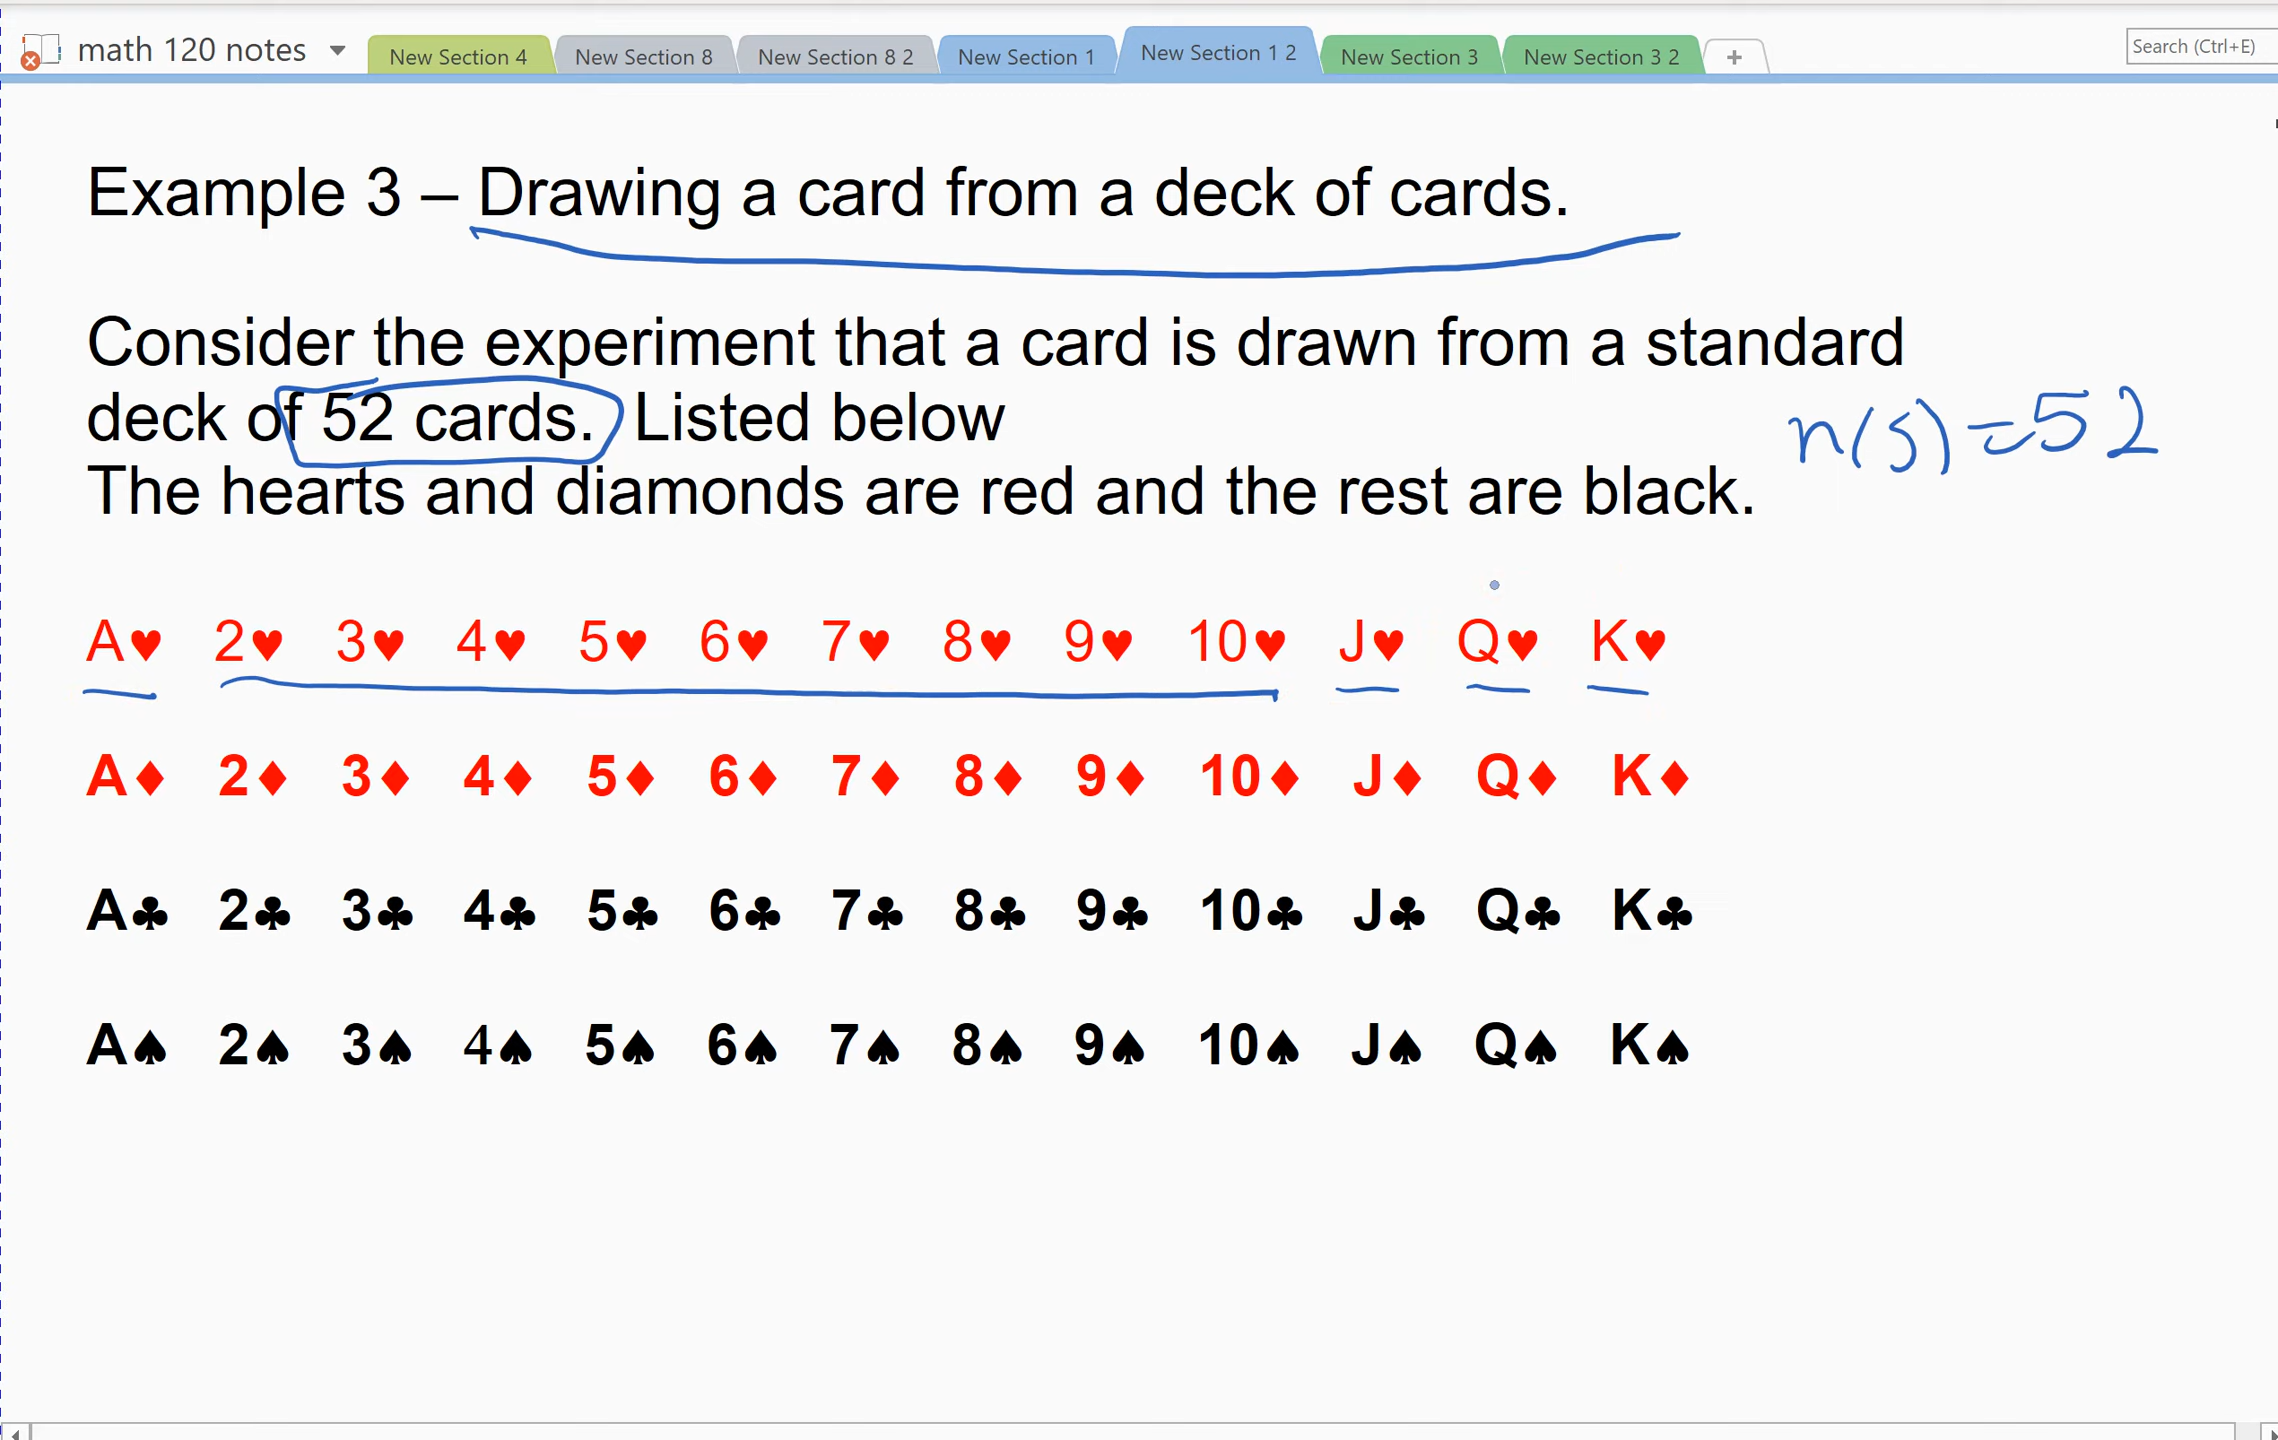 math 120 notes New Section 4 New Section 8 New Section 8 2 New Section 1 New Section 1 2 New Section 3 New Section 3 2 + Search (Ctrl+E)
Example 3 – Drawing a card from a deck of cards.
Consider the experiment that a card is drawn from a standard
deck of 52 cards. Listed below
n(s)=52
The hearts and diamonds are red and the rest are black.
A♥ 2♥ 3♥ 4♥ 5♥ 6♥ 7♥ 8♥ 9♥ 10♥ J♥ Q♥ K♥
A♦ 2♦ 3♦ 4♦ 5♦ 6♦ 7♦ 8♦ 9♦ 10♦ J♦ Q♦ K♦
A♣ 2♣ 3♣ 4♣ 5♣ 6♣ 7♣ 8♣ 9♣ 10♣ J♣ Q♣ K♣
A♠ 2♠ 3♠ 4♠ 5♠ 6♠ 7♠ 8♠ 9♠ 10♠ J♠ Q♠ K♠